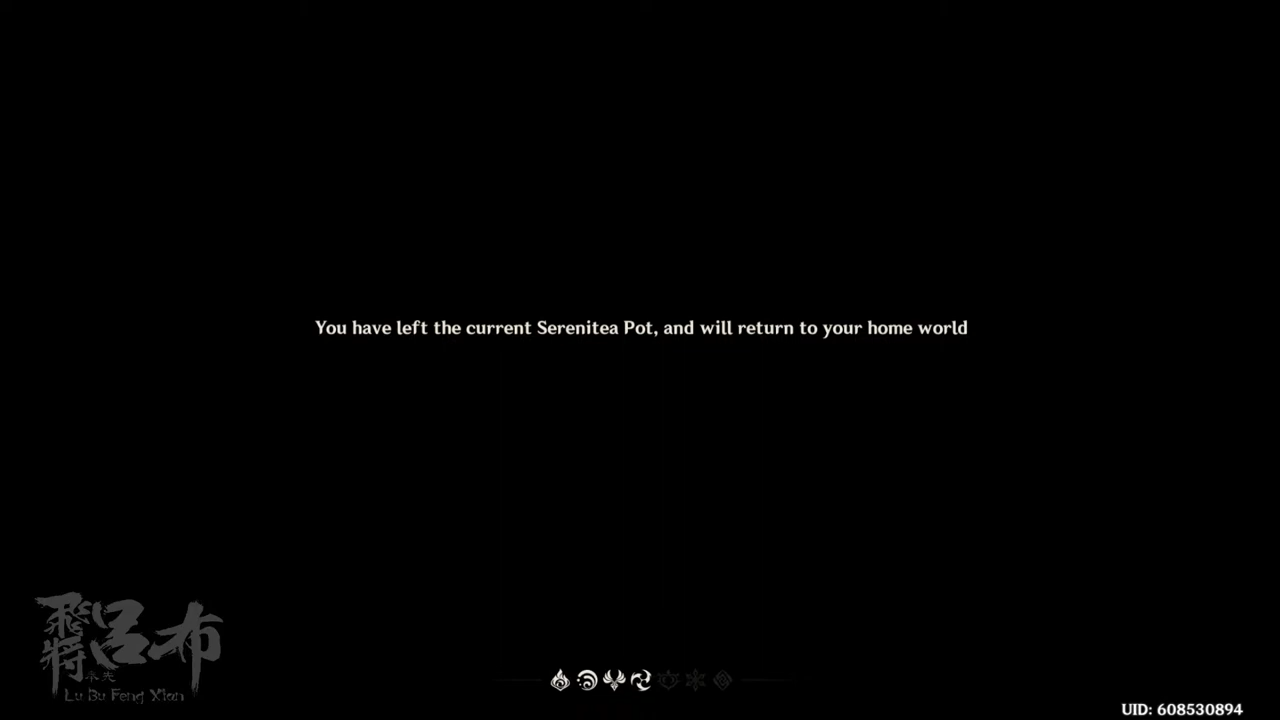 You have left the current Serenitea Pot, and will return to your home world
飛將呂布
奉先
Lu Bu Feng Xian
UID: 608530894